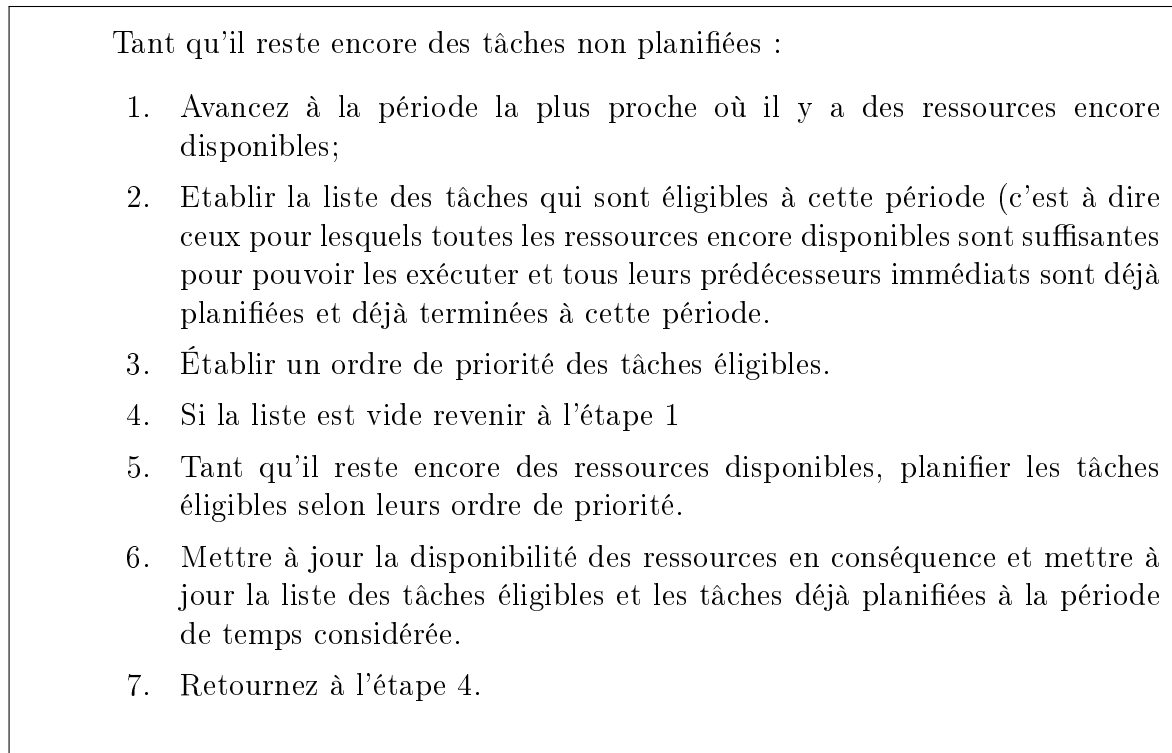 Tant qu'il reste encore des tâches non planifiées :
1. Avancez à la période la plus proche où il y a des ressources encore
disponibles;
2. Etablir la liste des tâches qui sont éligibles à cette période (c'est à dire
ceux pour lesquels toutes les ressources encore disponibles sont suffisantes
pour pouvoir les exécuter et tous leurs prédécesseurs immédiats sont déjà
planifiées et déjà terminées à cette période.
3. Établir un ordre de priorité des tâches éligibles.
4. Si la liste est vide revenir à l'étape 1
5. Tant qu'il reste encore des ressources disponibles, planifier les tâches
éligibles selon leurs ordre de priorité.
6. Mettre à jour la disponibilité des ressources en conséquence et mettre à
jour la liste des tâches éligibles et les tâches déjà planifiées à la période
de temps considérée.
7. Retournez à l'étape 4.